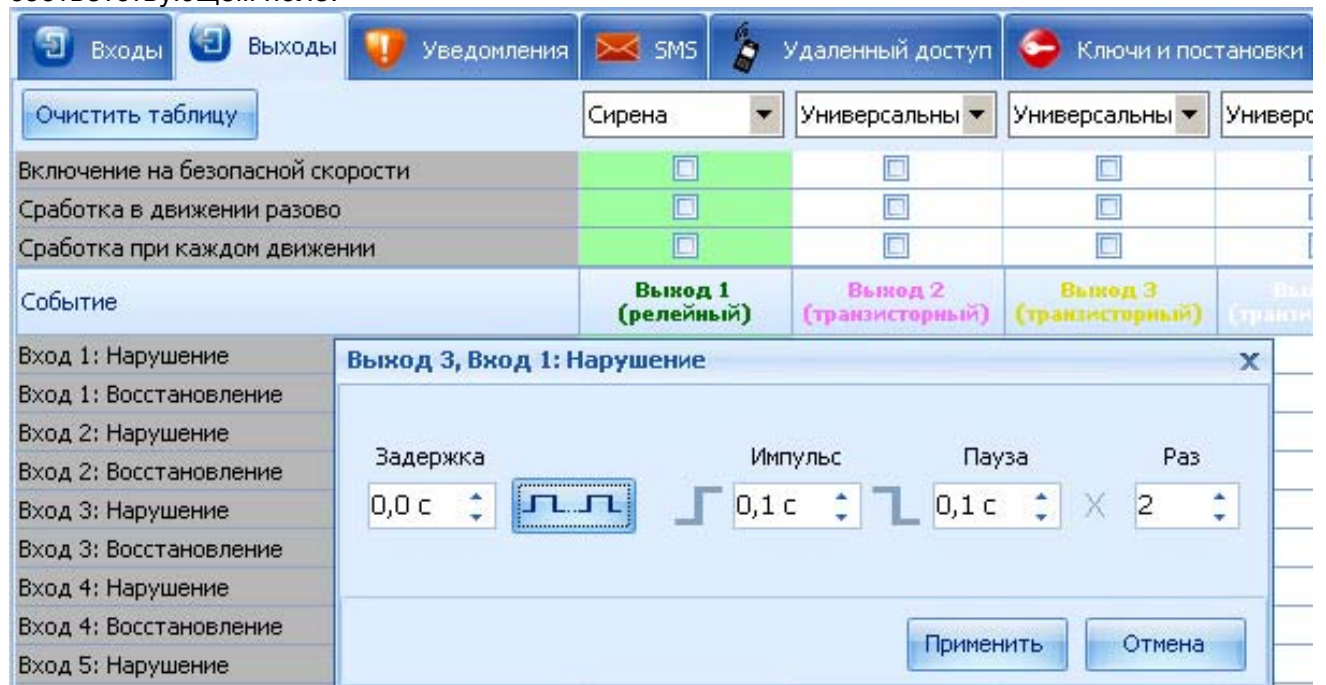 соответствующем поле.
Входы Выходы Уведомления SMS Удаленный доступ Ключи и постановки
Очистить таблицу Сирена Универсальны Универсальны Универс
Включение на безопасной скорости
Сработка в движении разово
Сработка при каждом движении
Событие Выход 1 Выход 2 Выход 3
(релейный) (транзисторный) (транзисторный)
Вход 1: Нарушение
Выход 3, Вход 1: Нарушение X
Вход 1: Восстановление
Вход 2: Нарушение
Задержка Импульс Пауза Раз
Вход 2: Восстановление
Вход 3: Нарушение
0,0 с 0,1 с 0,1 с X 2
Вход 3: Восстановление
Вход 4: Нарушение
Вход 4: Восстановление
Применить Отмена
Вход 5: Нарушение